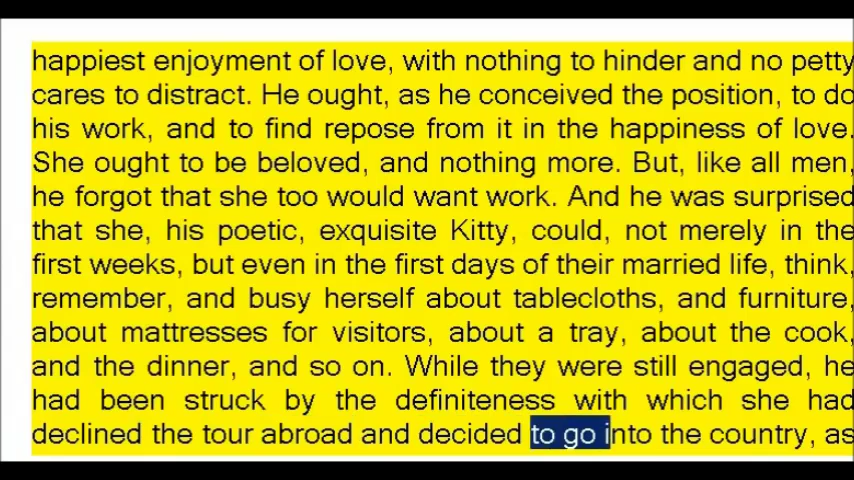 happiest enjoyment of love, with nothing to hinder and no petty
cares to distract. He ought, as he conceived the position, to do
his work, and to find repose from it in the happiness of love.
She ought to be beloved, and nothing more. But, like all men,
he forgot that she too would want work. And he was surprised
that she, his poetic, exquisite Kitty, could, not merely in the
first weeks, but even in the first days of their married life, think,
remember, and busy herself about tablecloths, and furniture,
about mattresses for visitors, about a tray, about the cook,
and the dinner, and so on. While they were still engaged, he
had been struck by the definiteness with which she had
declined the tour abroad and decided to go into the country, as